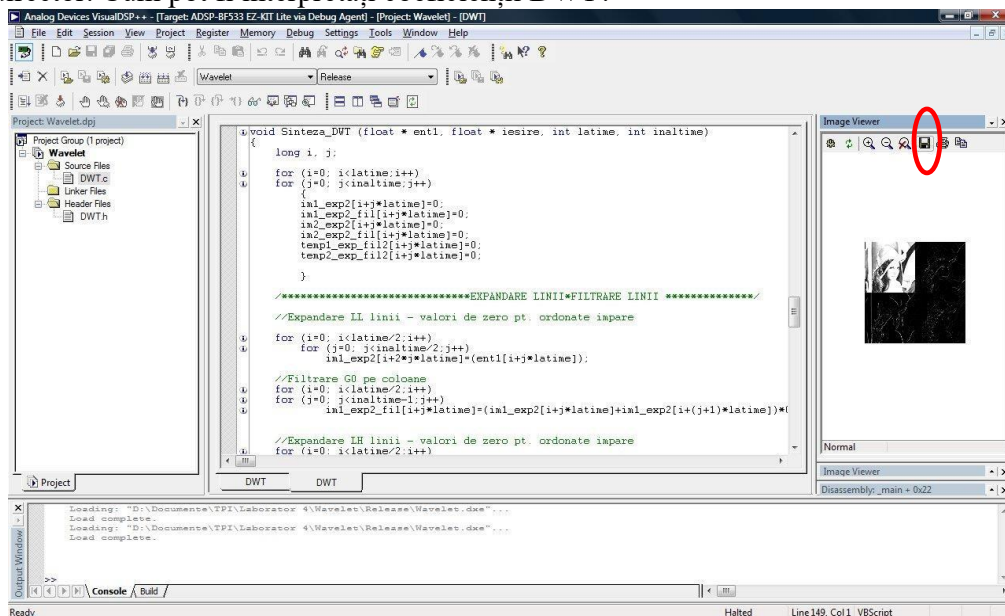 Analog Devices VisualDSP++ - [Target: ADSP-BF533 EZ-KIT Lite via Debug Agent] - [Project: Wavelet] - [DWT]
File Edit Session View Project Register Memory Debug Settings Tools Window Help
Wavelet Release
Project: Wavelet.dpj
Project Group (1 project)
Wavelet
Source Files
DWT.c
Linker Files
Header Files
DWT.h
Project
void Sinteza_DWT (float * ent1, float * iesire, int latime, int inaltime)
{
long i, j;
for (i=0; i<latime;i++)
for (j=0; j<inaltime;j++)
{
im1_exp2[i+j*latime]=0;
im1_exp2_fil[i+j*latime]=0;
im2_exp2[i+j*latime]=0;
im2_exp2_fil[i+j*latime]=0;
temp1_exp_fil2[i+j*latime]=0;
temp2_exp_fil2[i+j*latime]=0;
}
/******************************EXPANDARE LINII*FILTRARE LINII **************/
//Expandare LL linii - valori de zero pt. ordonate impare
for (i=0; i<latime/2;i++)
for (j=0; j<inaltime/2;j++)
im1_exp2[i+2*j*latime]=(ent1[i+j*latime]);
//Filtrare G0 pe coloane
for (i=0; i<latime/2;i++)
for (j=0; j<inaltime-1;j++)
im1_exp2_fil[i+j*latime]=(im1_exp2[i+j*latime]+im1_exp2[i+(j+1)*latime])*
//Expandare LH linii - valori de zero pt. ordonate impare
for (i=0; i<latime/2;i++)
DWT DWT
Image Viewer
Normal
Image Viewer
Disassembly: _main + 0x22
Output Window
Loading: "D:\Documente\TPI\Laborator 4\Wavelet\Release\Wavelet.dxe"...
Load complete.
Loading: "D:\Documente\TPI\Laborator 4\Wavelet\Release\Wavelet.dxe"...
Load complete.
>>
Console Build
Ready Halted Line 149, Col 1 VBScript